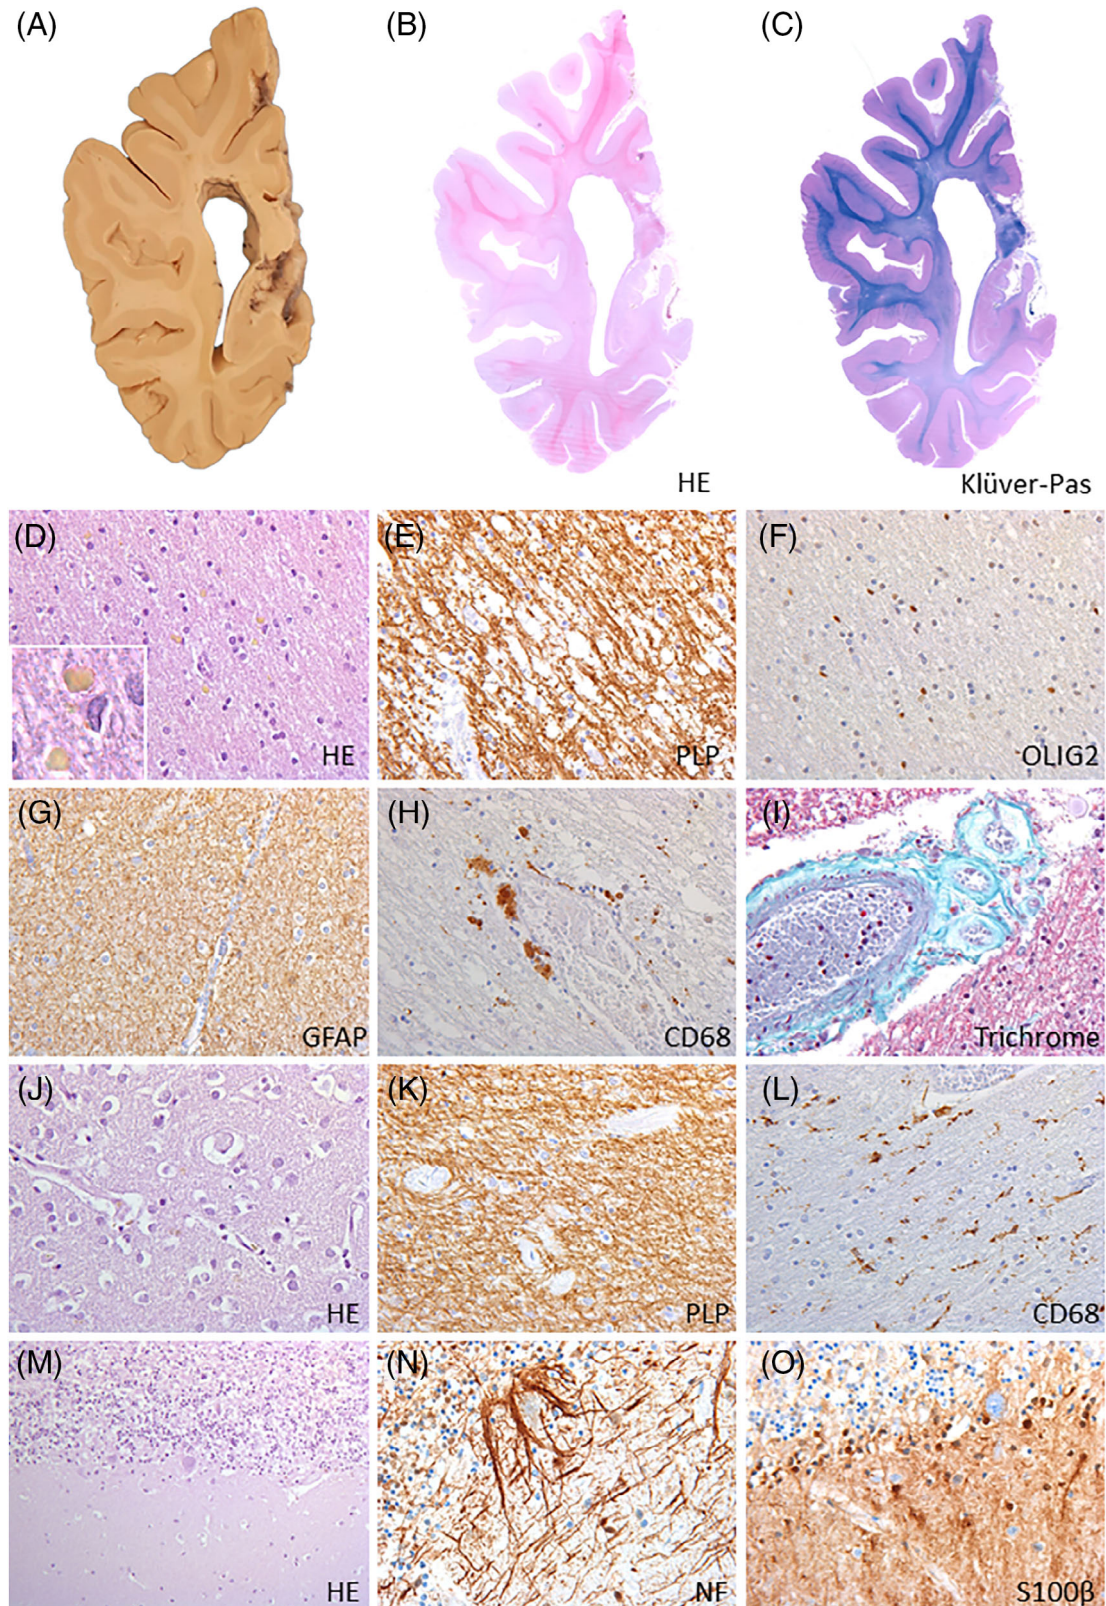 (A)
(B)
(C)
HE
Klüver-Pas
(D)
(E)
(F)
HE
PLP
OLIG2
(G)
(H)
(I)
GFAP
CD68
Trichrome
(J)
(K)
(L)
HE
PLP
CD68
(M)
(N)
(O)
HE
NF
S100β